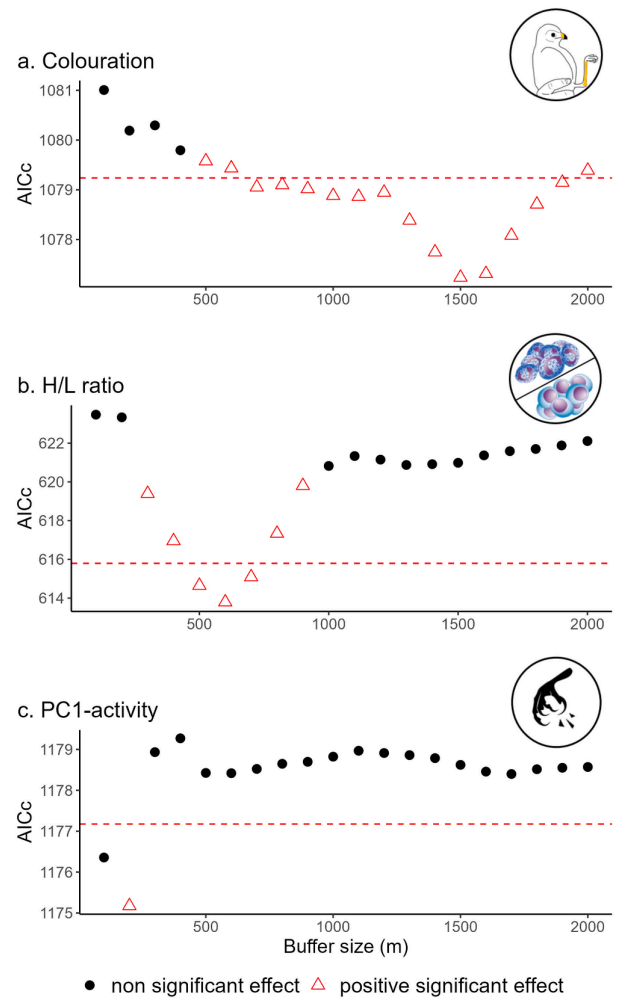 a. Colouration
1081
1080
1079
1078
AICc
500 1000 1500 2000
b. H/L ratio
622
620
618
616
614
AICc
500 1000 1500 2000
c. PC1-activity
1179
1178
1177
1176
1175
AICc
500 1000 1500 2000
Buffer size (m)
non significant effect positive significant effect